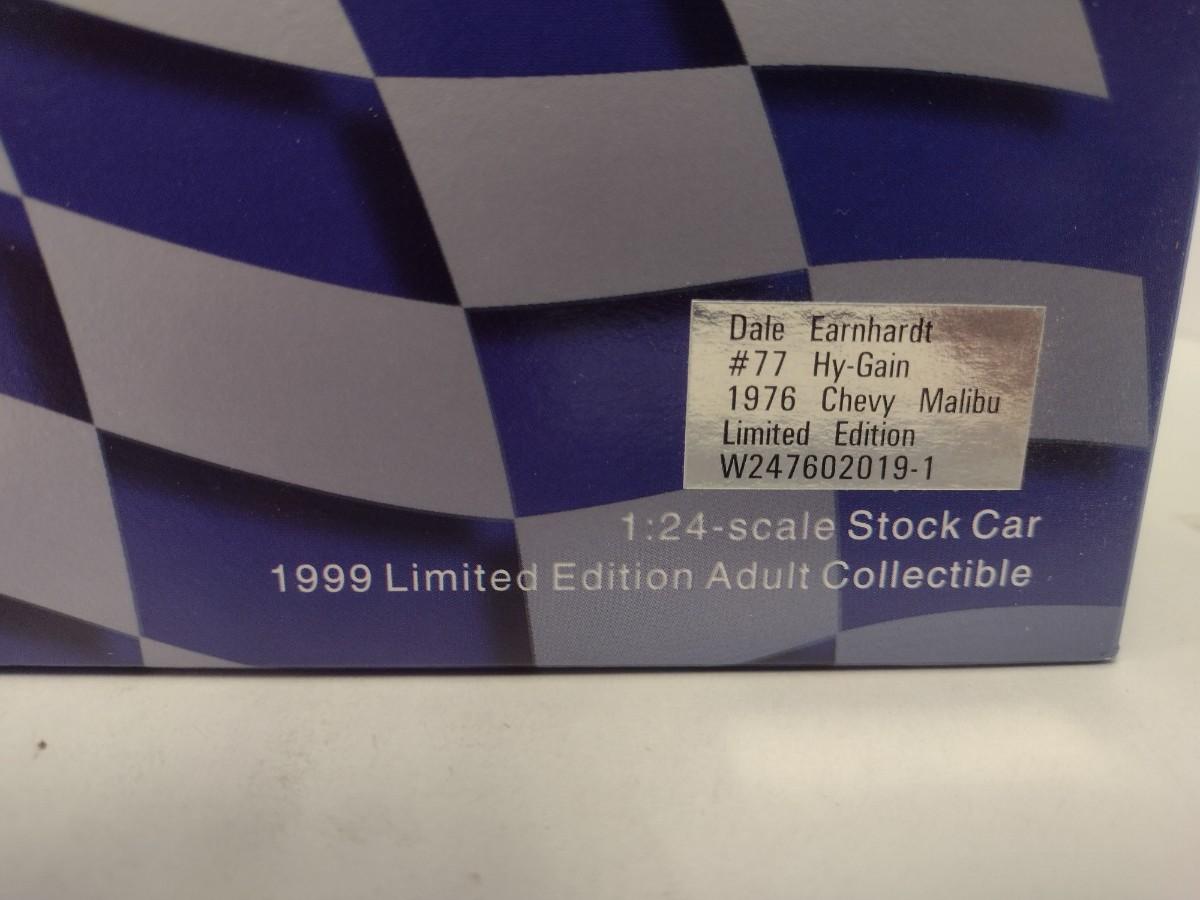 Dale Earnhardt
#77 Hy-Gain
1976 Chevy Malibu
Limited Edition
W247602019-1
1:24-scale Stock Car
1999 Limited Edition Adult Collectible